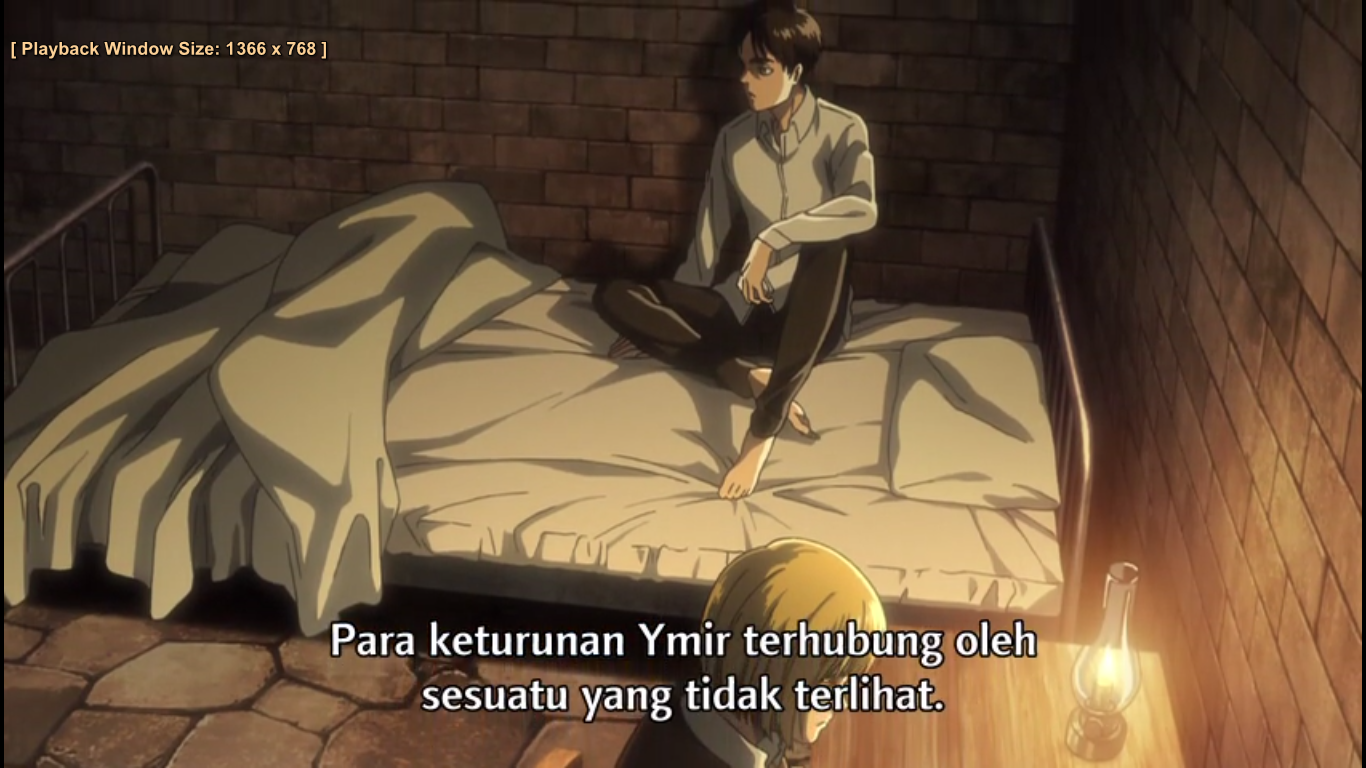 [ Playback Window Size: 1366 x 768 ]
Para keturunan Ymir terhubung oleh
sesuatu yang tidak terlihat.